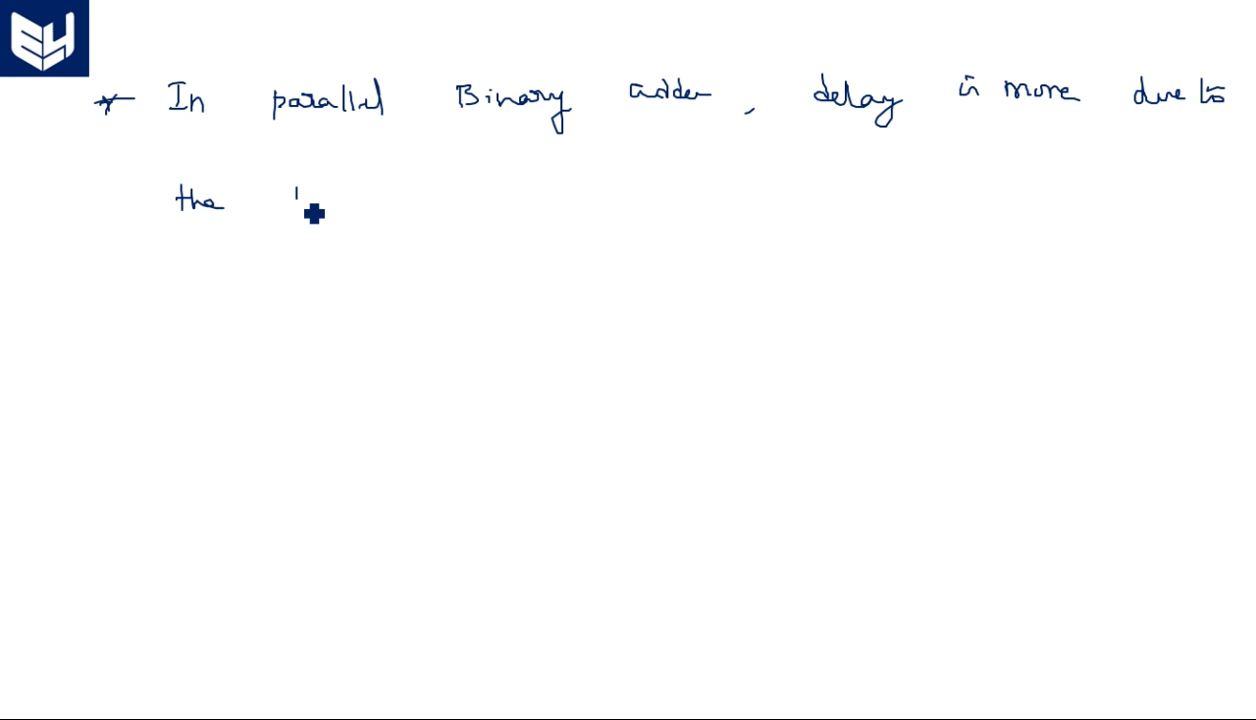 * In parallel Binary adder, delay is more due to
the